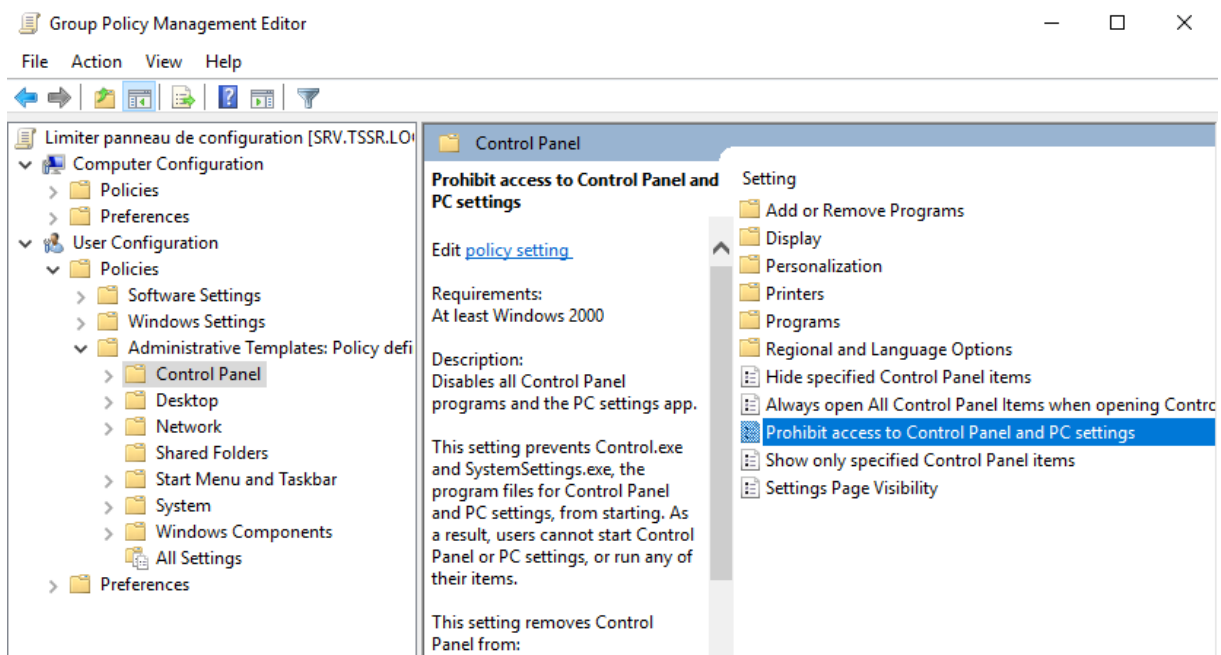 Group Policy Management Editor
File Action View Help
Limiter panneau de configuration [SRV.TSSR.LO
Computer Configuration
Policies
Preferences
User Configuration
Policies
Software Settings
Windows Settings
Administrative Templates: Policy defi
Control Panel
Desktop
Network
Shared Folders
Start Menu and Taskbar
System
Windows Components
All Settings
Preferences
Control Panel
Prohibit access to Control Panel and
PC settings
Edit policy setting
Requirements:
At least Windows 2000
Description:
Disables all Control Panel
programs and the PC settings app.
This setting prevents Control.exe
and SystemSettings.exe, the
program files for Control Panel
and PC settings, from starting. As
a result, users cannot start Control
Panel or PC settings, or run any of
their items.
This setting removes Control
Panel from:
Setting
Add or Remove Programs
Display
Personalization
Printers
Programs
Regional and Language Options
Hide specified Control Panel items
Always open All Control Panel Items when opening Contro
Prohibit access to Control Panel and PC settings
Show only specified Control Panel items
Settings Page Visibility